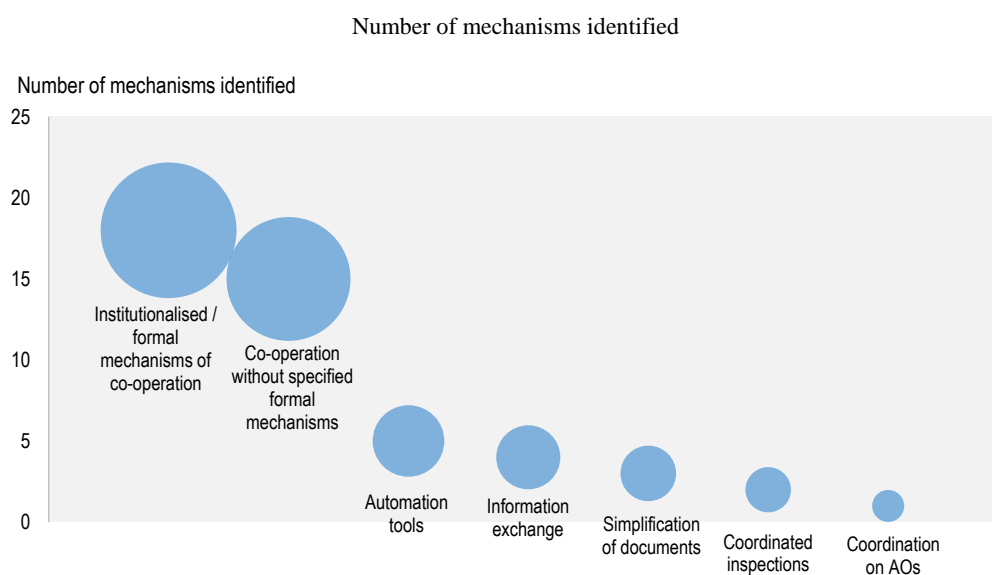 Number of mechanisms identified
Number of mechanisms identified
25
20
15
10
5
0
Institutionalised /
formal
mechanisms of
co-operation
Co-operation
without specified
formal
mechanisms
Automation
tools
Information
exchange
Simplification
of documents
Coordinated
inspections
Coordination
on AOs